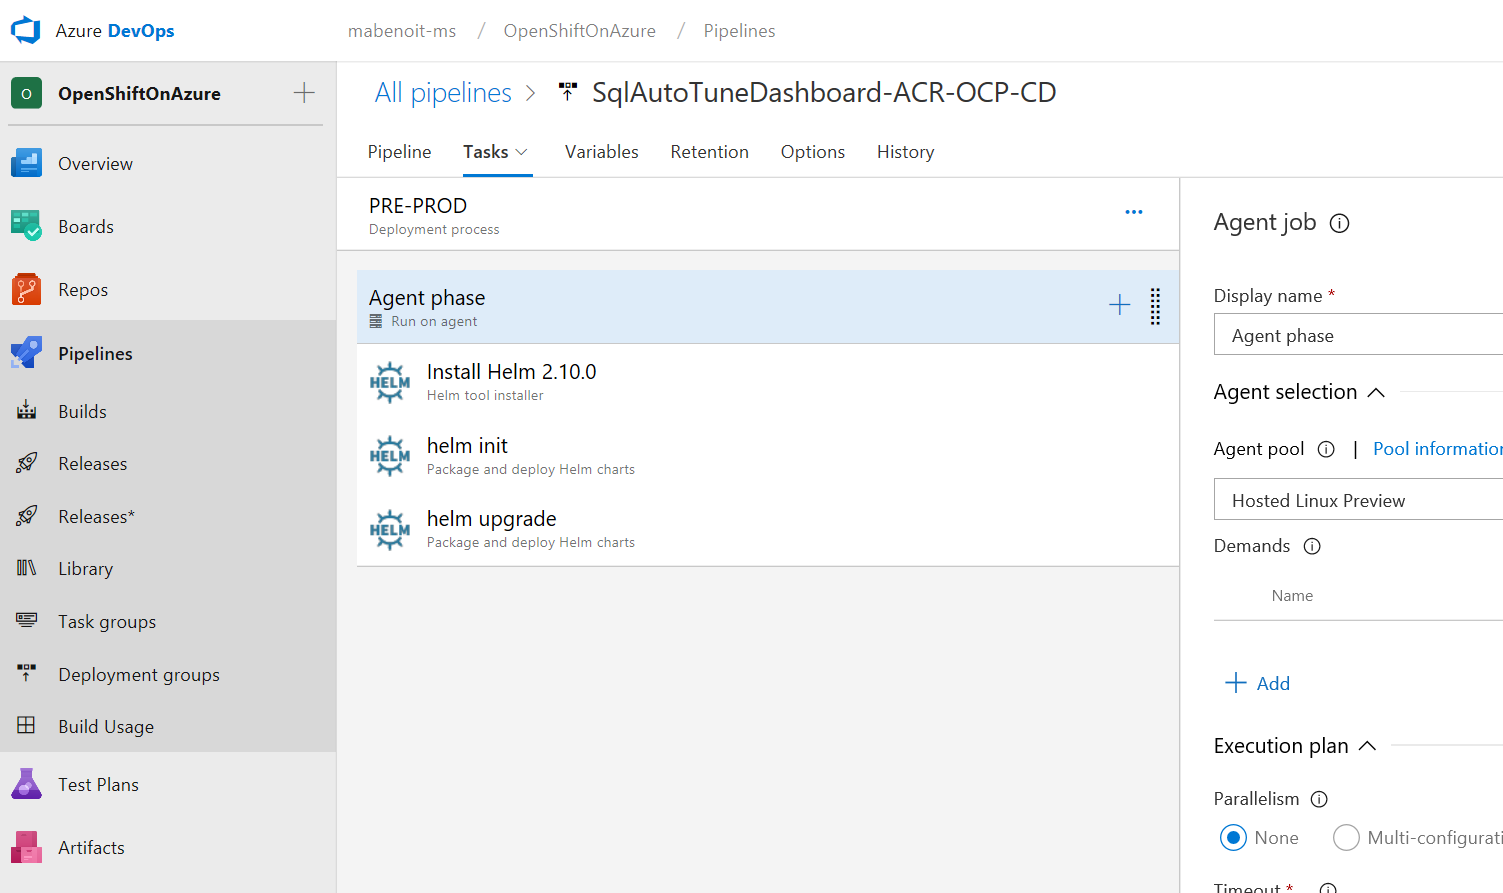 Azure DevOps
mabenoit-ms / OpenShiftOnAzure / Pipelines
O OpenShiftOnAzure
Overview
Boards
Repos
Pipelines
Builds
Releases
Releases*
Library
Task groups
Deployment groups
Build Usage
Test Plans
Artifacts
All pipelines > SqlAutoTuneDashboard-ACR-OCP-CD
Pipeline Tasks Variables Retention Options History
PRE-PROD
Deployment process
Agent phase
Run on agent
HELM Install Helm 2.10.0
Helm tool installer
HELM helm init
Package and deploy Helm charts
HELM helm upgrade
Package and deploy Helm charts
Agent job
Display name *
Agent phase
Agent selection
Agent pool | Pool information
Hosted Linux Preview
Demands
Name
+ Add
Execution plan
Parallelism
None Multi-configurati
Timeout *